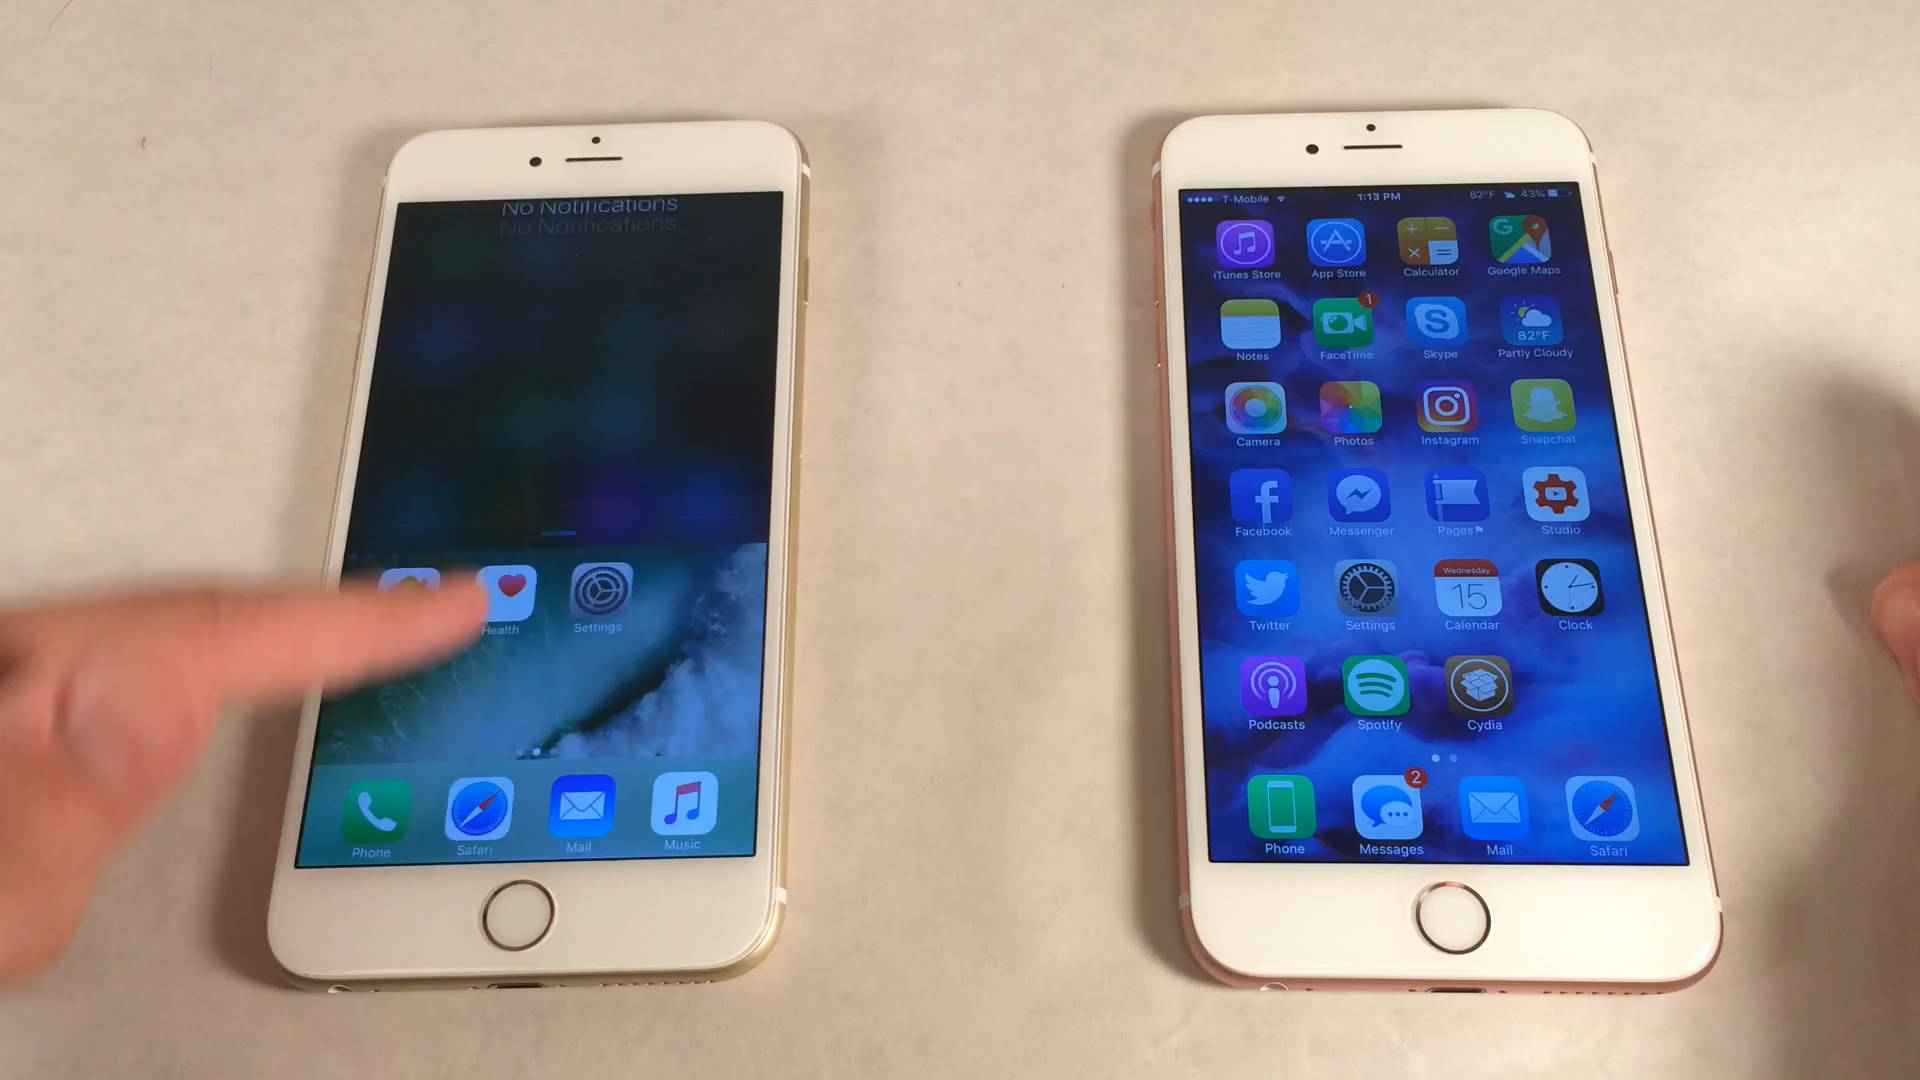 No Notifications
No Notifications
Health
Settings
Phone
Safari
Mail
Music
T-Mobile
1:13 PM
82°F
43%
iTunes Store
App Store
Calculator
Google Maps
G
1
82°F
Notes
FaceTime
Skype
Partly Cloudy
Camera
Photos
Instagram
Snapchat
Facebook
Messenger
Pages
Studio
Wednesday
15
Twitter
Settings
Calendar
Clock
Podcasts
Spotify
Cydia
2
Phone
Messages
Mail
Safari